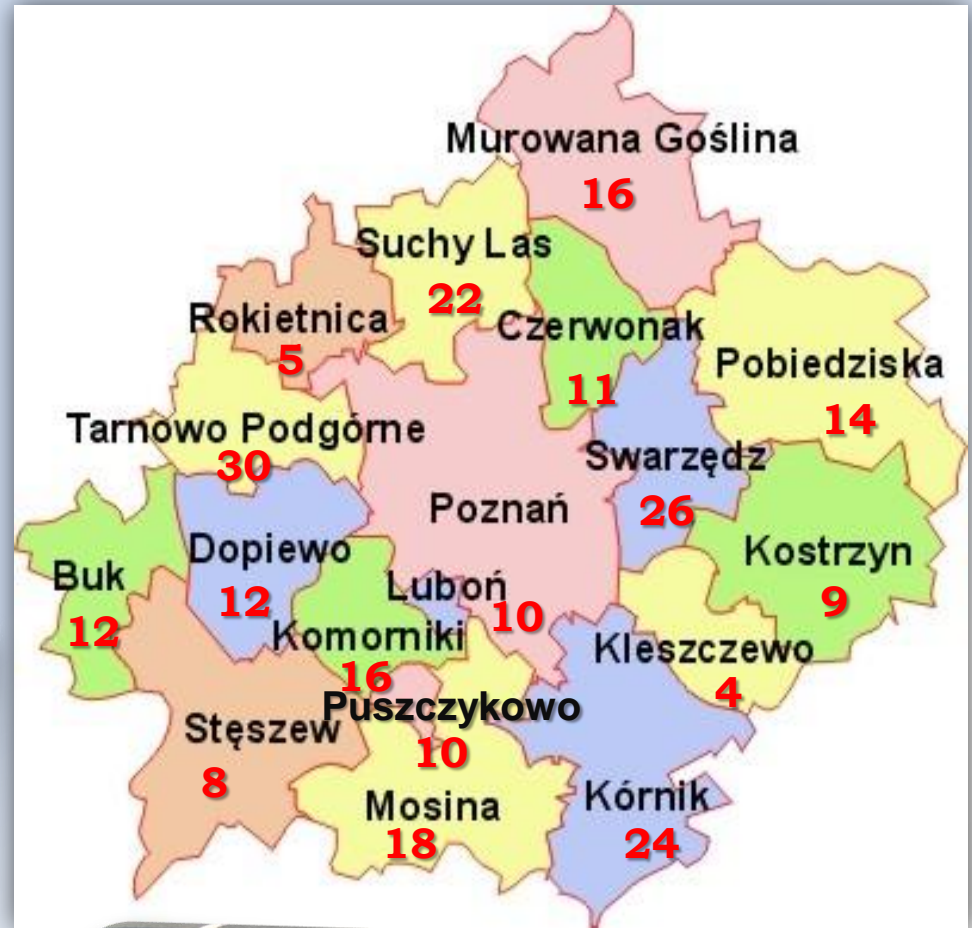 Murowana Goślina
16
Suchy Las
22
Rokietnica
5
Czerwonak
11
Pobiedziska
14
Tarnowo Podgórne
30
Swarzędz
26
Poznań
Kostrzyn
9
Dopiewo
12
Buk
12
Luboń
10
Komorniki
16
Kleszczewo
4
Puszczykowo
10
Stęszew
8
Mosina
18
Kórnik
24